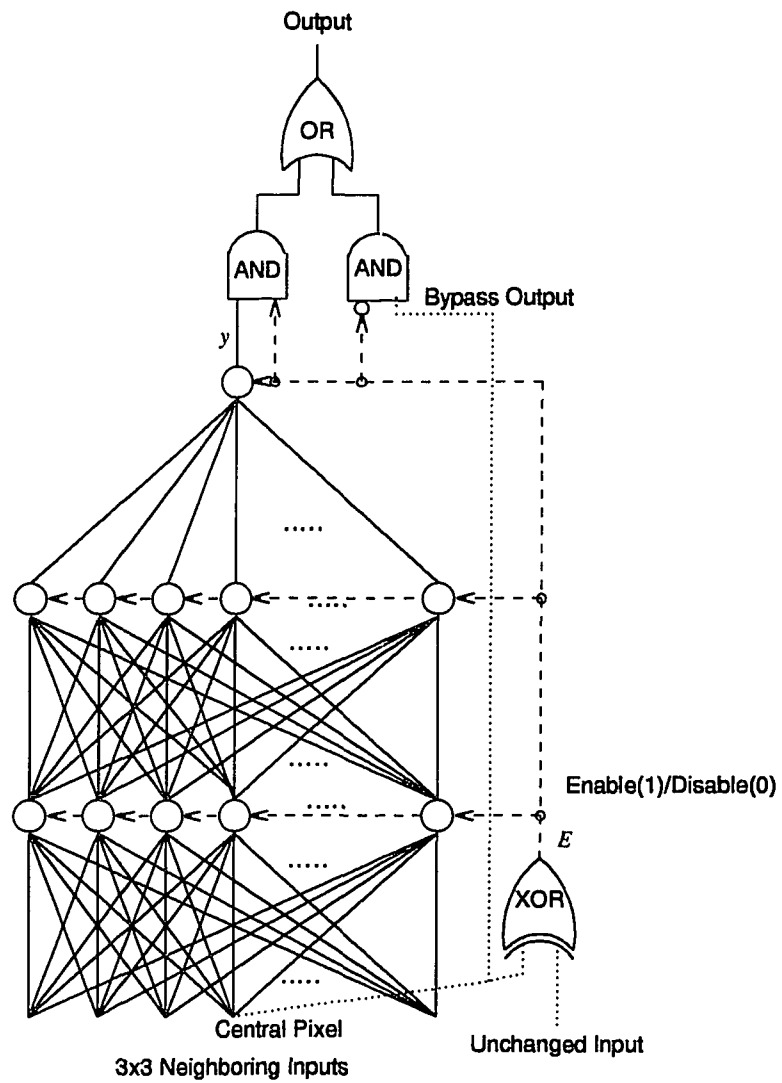 Output
OR
AND
AND
Bypass Output
y
.....
.....
.....
.....
Enable(1)/Disable(0)
.....
E
.....
XOR
.....
Central Pixel
Unchanged Input
3x3 Neighboring Inputs